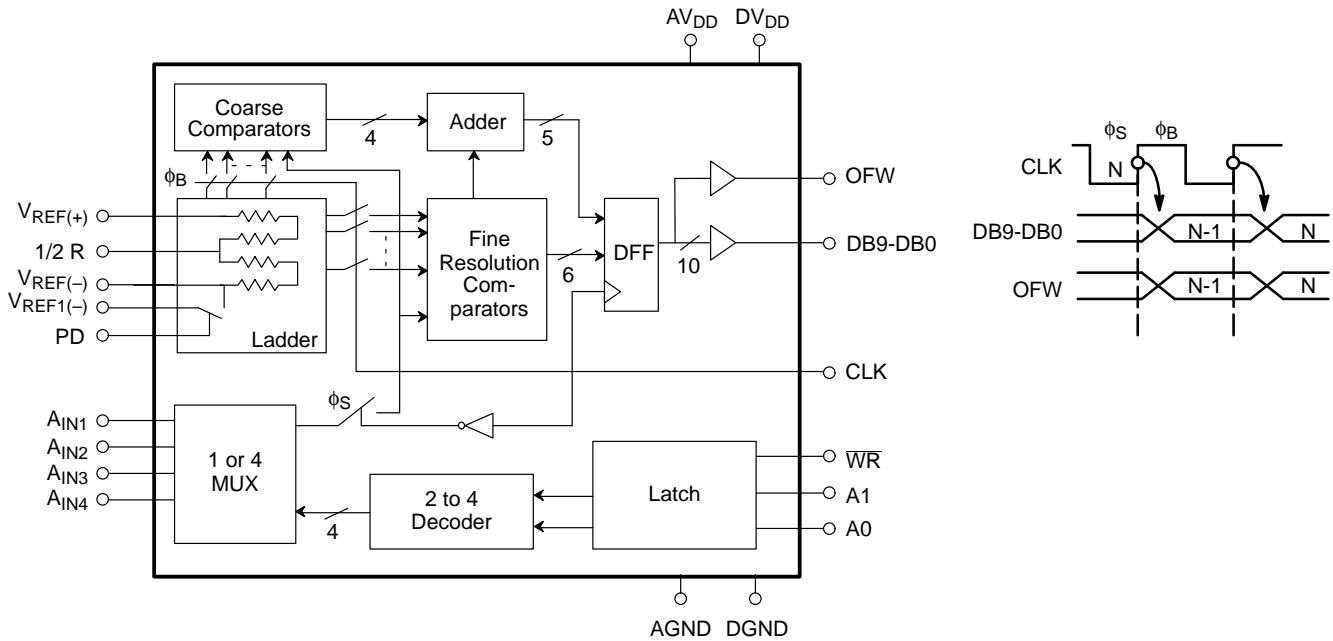 AVDD DVDD
Coarse
Comparators
4
Adder
5
ϕB
VREF(+)
1/2 R
VREF(–)
VREF1(–)
PD
Ladder
Fine
Resolution
Com-
parators
6
DFF
10
OFW
DB9-DB0
CLK
ϕS
AIN1
AIN2
AIN3
AIN4
1 or 4
MUX
4
2 to 4
Decoder
Latch
WR
A1
A0
AGND DGND
ϕS ϕB
CLK N
DB9-DB0 N-1 N
OFW N-1 N